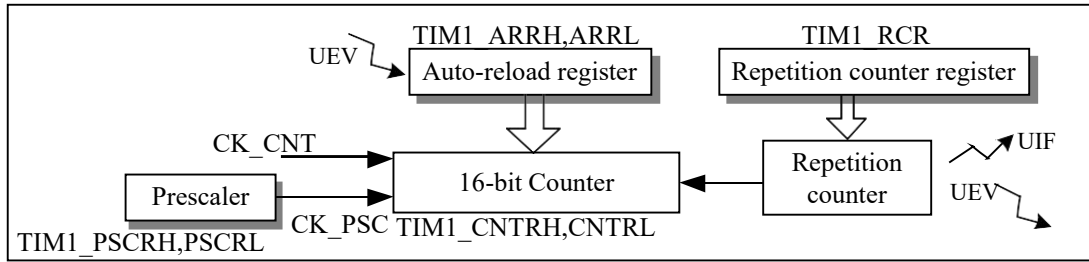 TIM1_ARRH,ARRL
TIM1_RCR
UEV
Auto-reload register
Repetition counter register
CK_CNT
16-bit Counter
Repetition
counter
UIF
Prescaler
UEV
CK_PSC
TIM1_CNTRH,CNTRL
TIM1_PSCRH,PSCRL